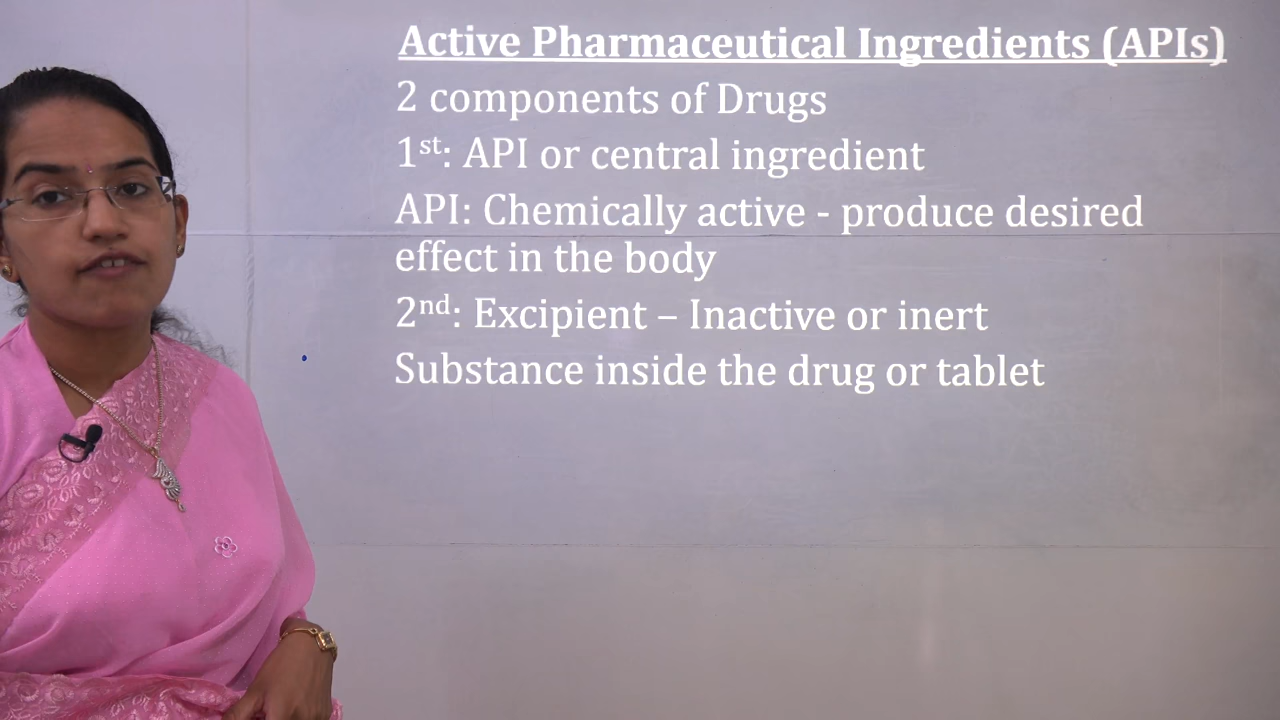 Active Pharmaceutical Ingredients (APIs)
2 components of Drugs
1st: API or central ingredient
API: Chemically active - produce desired
effect in the body
2nd: Excipient – Inactive or inert
Substance inside the drug or tablet